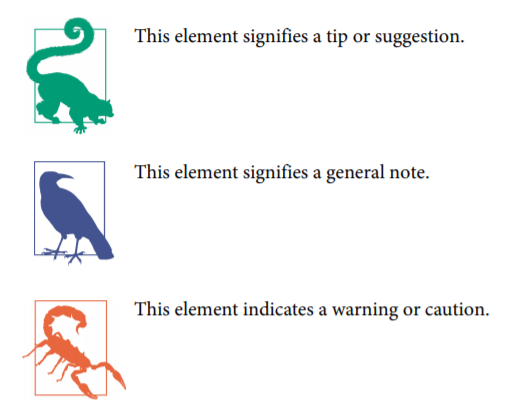 This element signifies a tip or suggestion.
This element signifies a general note.
This element indicates a warning or caution.